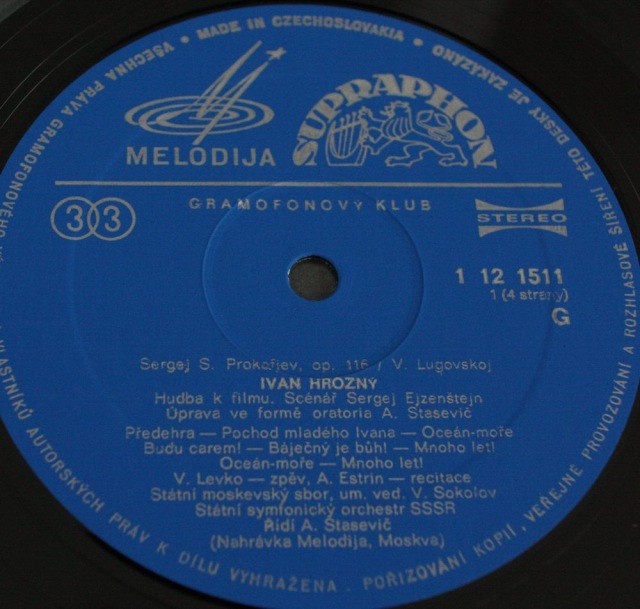 VŠECHNA PRÁVA GRAMOFONOVÉHO
• MADE IN CZECHOSLOVAKIA •
VLASTNÍKŮ AUTORSKÝCH PRÁV K DÍLU VYHRAŽENA. POŘIZOVÁNÍ KOPIÍ, VEŘEJNÉ PROVOZOVÁNÍ A ROZHLASOVÉ ŠÍŘENÍ TÉTO DESKY JE ZAKÁZÁNO
MELODIJA
SUPRAPHON
GRAMOFONOVÝ KLUB
33
STEREO
1 12 1511
1 (4 strany)
G
Sergej S. Prokofjev, op. 116 / V. Lugovskoj
IVAN HROZNÝ
Hudba k filmu. Scénář Sergej Ejzenštejn
Úprava ve formě oratoria A. Stasevič
Předehra — Pochod mladého Ivana — Oceán-moře
Budu carem! — Báječný je bůh! — Mnoho let!
Oceán-moře — Mnoho let!
V. Levko — zpěv, A. Estrin — recitace
Státní moskevský sbor, um. ved. V. Sokolov
Státní symfonický orchestr SSSR
Řídí A. Stasevič
(Nahrávka Melodija, Moskva)